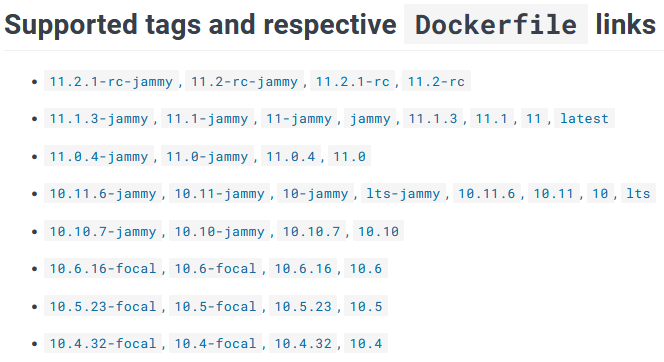 Supported tags and respective Dockerfile links
• 11.2.1-rc-jammy, 11.2-rc-jammy, 11.2.1-rc, 11.2-rc
• 11.1.3-jammy, 11.1-jammy, 11-jammy, jammy, 11.1.3, 11.1, 11, latest
• 11.0.4-jammy, 11.0-jammy, 11.0.4, 11.0
• 10.11.6-jammy, 10.11-jammy, 10-jammy, lts-jammy, 10.11.6, 10.11, 10, lts
• 10.10.7-jammy, 10.10-jammy, 10.10.7, 10.10
• 10.6.16-focal, 10.6-focal, 10.6.16, 10.6
• 10.5.23-focal, 10.5-focal, 10.5.23, 10.5
• 10.4.32-focal, 10.4-focal, 10.4.32, 10.4